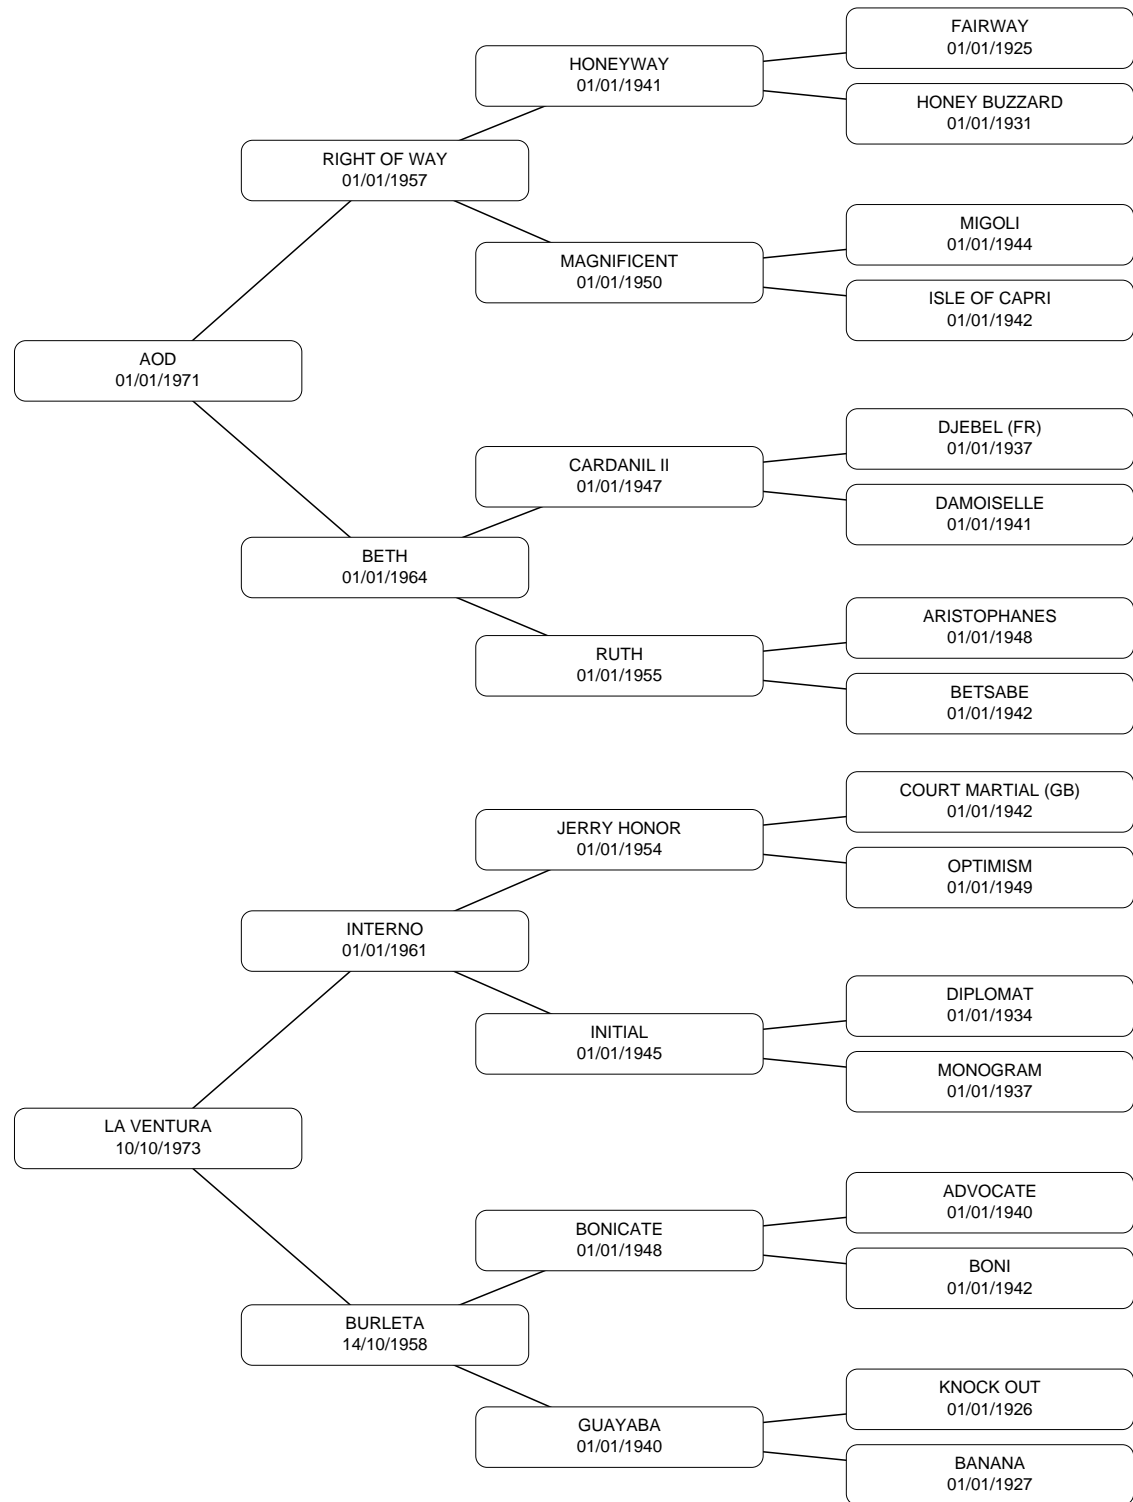 FAIRWAY
01/01/1925
HONEYWAY
01/01/1941
HONEY BUZZARD
01/01/1931
RIGHT OF WAY
01/01/1957
MIGOLI
01/01/1944
MAGNIFICENT
01/01/1950
ISLE OF CAPRI
01/01/1942
AOD
01/01/1971
DJEBEL (FR)
01/01/1937
CARDANIL II
01/01/1947
DAMOISELLE
01/01/1941
BETH
01/01/1964
ARISTOPHANES
01/01/1948
RUTH
01/01/1955
BETSABE
01/01/1942
COURT MARTIAL (GB)
01/01/1942
JERRY HONOR
01/01/1954
OPTIMISM
01/01/1949
INTERNO
01/01/1961
DIPLOMAT
01/01/1934
INITIAL
01/01/1945
MONOGRAM
01/01/1937
LA VENTURA
10/10/1973
ADVOCATE
01/01/1940
BONICATE
01/01/1948
BONI
01/01/1942
BURLETA
14/10/1958
KNOCK OUT
01/01/1926
GUAYABA
01/01/1940
BANANA
01/01/1927